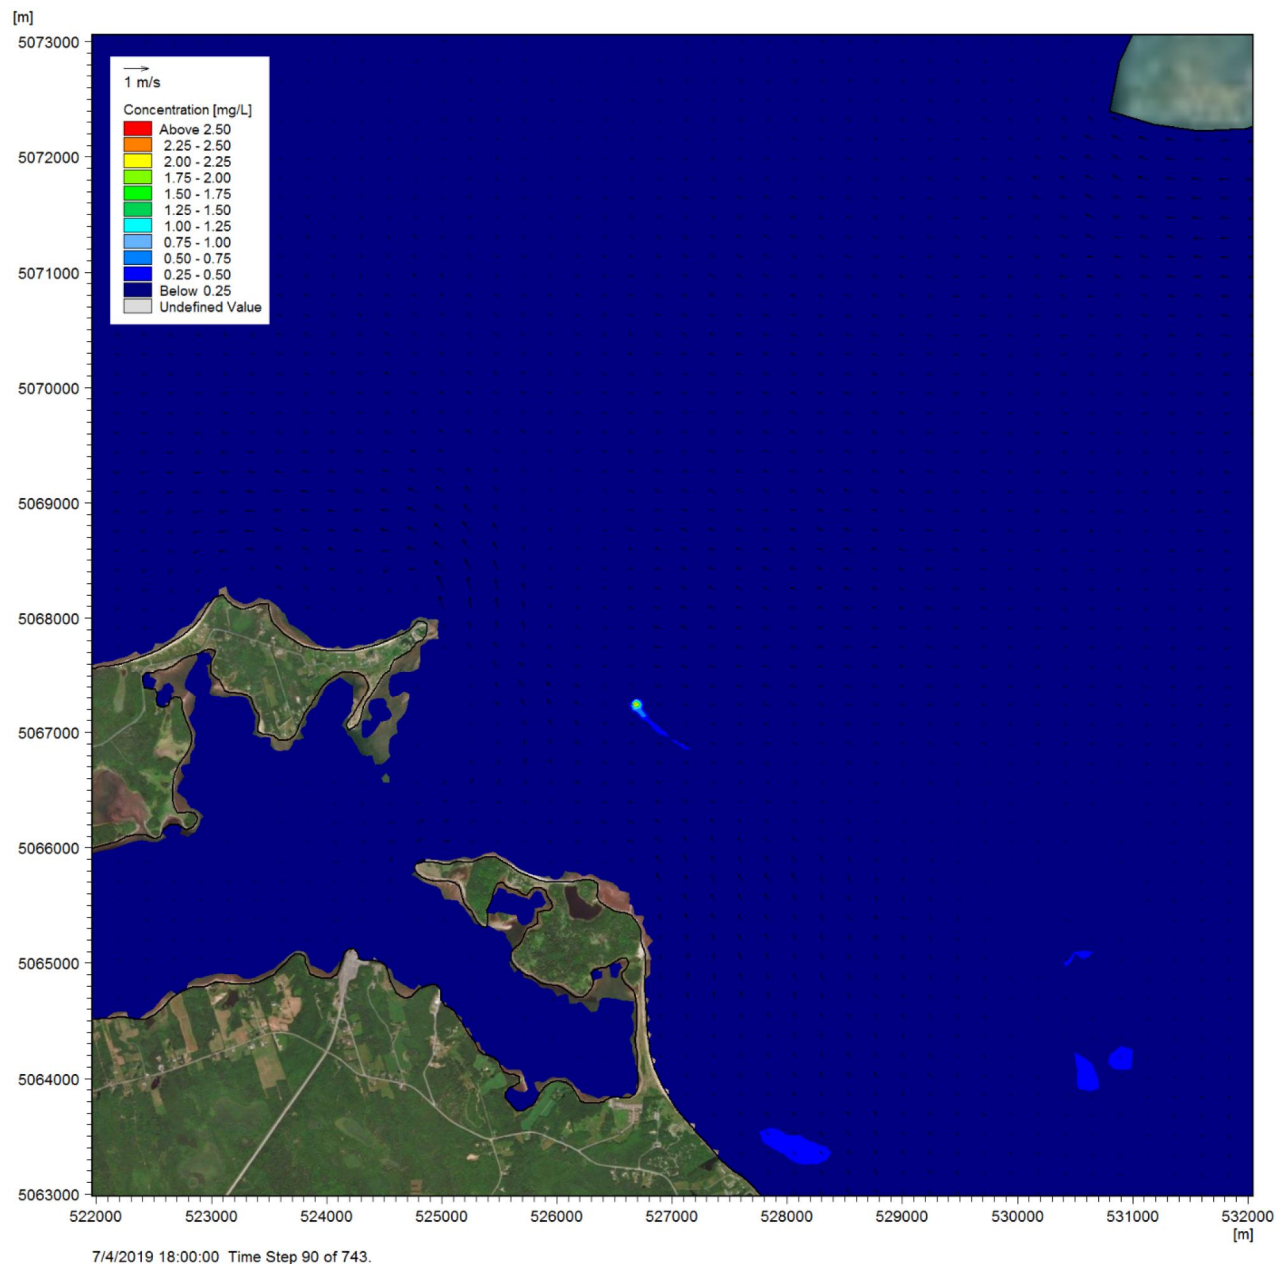 [m]
5073000
1 m/s
Concentration [mg/L]
Above 2.50
2.25 - 2.50
2.00 - 2.25
1.75 - 2.00
1.50 - 1.75
1.25 - 1.50
1.00 - 1.25
0.75 - 1.00
0.50 - 0.75
0.25 - 0.50
Below 0.25
Undefined Value
5072000
5071000
5070000
5069000
5068000
5067000
5066000
5065000
5064000
5063000
522000 523000 524000 525000 526000 527000 528000 529000 530000 531000 532000
[m]
7/4/2019 18:00:00 Time Step 90 of 743.